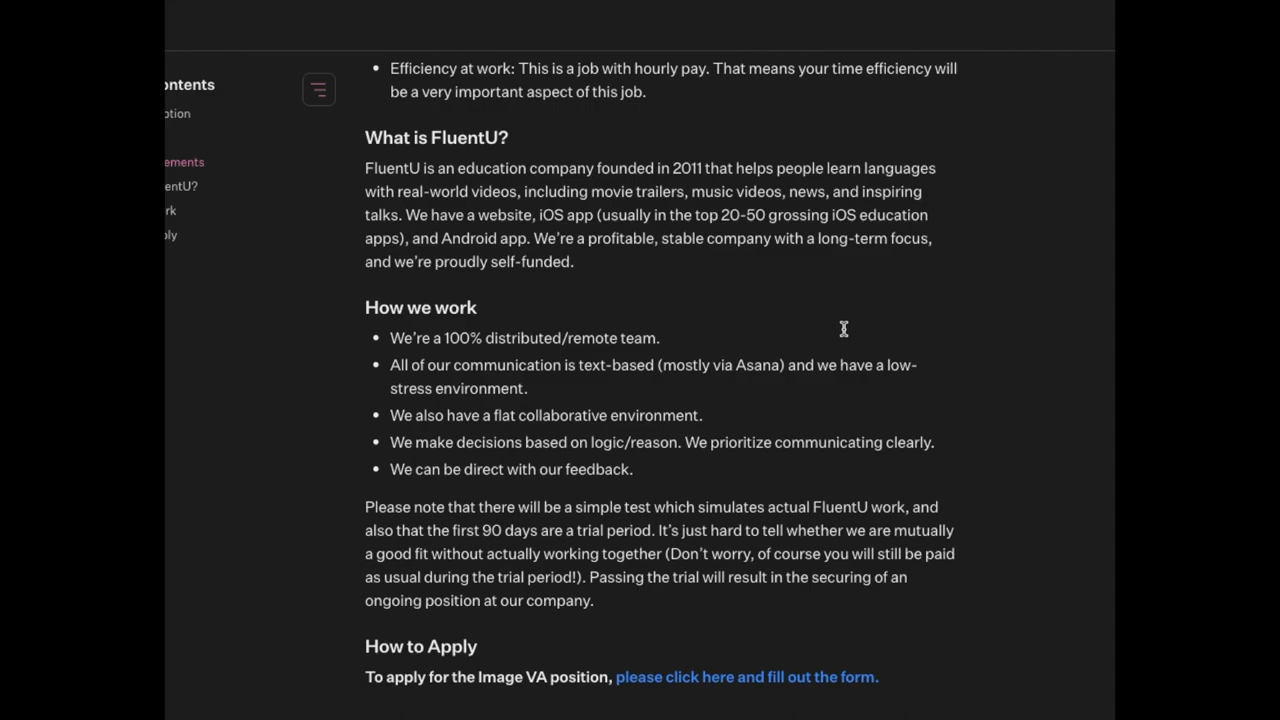 Efficiency at work: This is a job with hourly pay. That means your time efficiency will
be a very important aspect of this job.
ontents
ption
ements
entU?
rk
ply
What is FluentU?
FluentU is an education company founded in 2011 that helps people learn languages
with real-world videos, including movie trailers, music videos, news, and inspiring
talks. We have a website, iOS app (usually in the top 20-50 grossing iOS education
apps), and Android app. We’re a profitable, stable company with a long-term focus,
and we’re proudly self-funded.
How we work
We’re a 100% distributed/remote team.
All of our communication is text-based (mostly via Asana) and we have a low-
stress environment.
We also have a flat collaborative environment.
We make decisions based on logic/reason. We prioritize communicating clearly.
We can be direct with our feedback.
Please note that there will be a simple test which simulates actual FluentU work, and
also that the first 90 days are a trial period. It’s just hard to tell whether we are mutually
a good fit without actually working together (Don’t worry, of course you will still be paid
as usual during the trial period!). Passing the trial will result in the securing of an
ongoing position at our company.
How to Apply
To apply for the Image VA position, please click here and fill out the form.